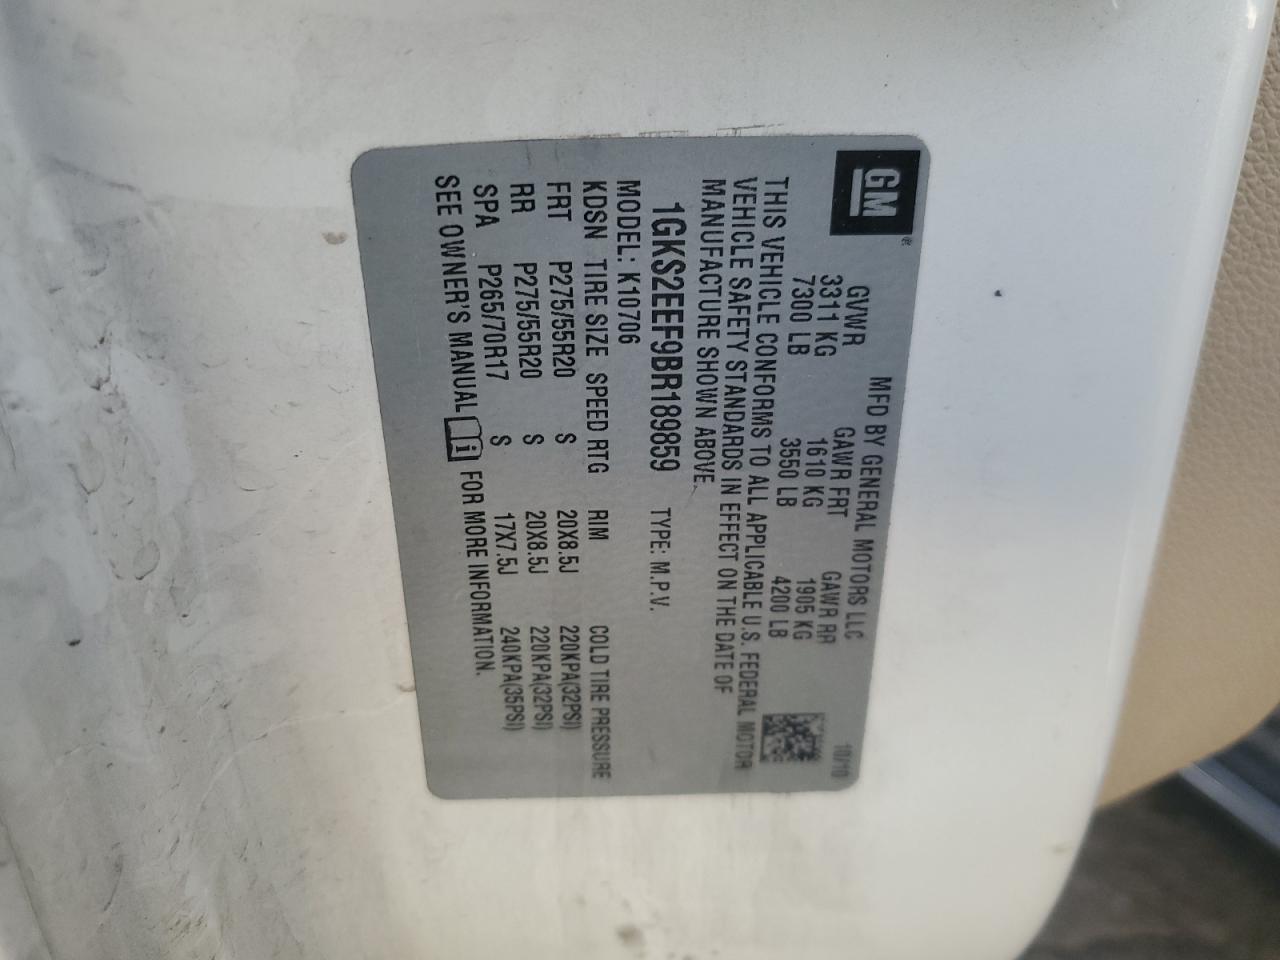 GM
MFD BY GENERAL MOTORS LLC 10/10
GVWR GAWR FRT GAWR RR
3311 KG 1610 KG 1905 KG
7300 LB 3550 LB 4200 LB
THIS VEHICLE CONFORMS TO ALL APPLICABLE U.S. FEDERAL MOTOR
VEHICLE SAFETY STANDARDS IN EFFECT ON THE DATE OF
MANUFACTURE SHOWN ABOVE.
1GKS2EEF9BR189859 TYPE: M.P.V.
MODEL: K10706
KDSN TIRE SIZE SPEED RTG RIM COLD TIRE PRESSURE
FRT P275/55R20 S 20X8.5J 220KPA(32PSI)
RR P275/55R20 S 20X8.5J 220KPA(32PSI)
SPA P265/70R17 S 17X7.5J 240KPA(35PSI)
SEE OWNER'S MANUAL i FOR MORE INFORMATION.